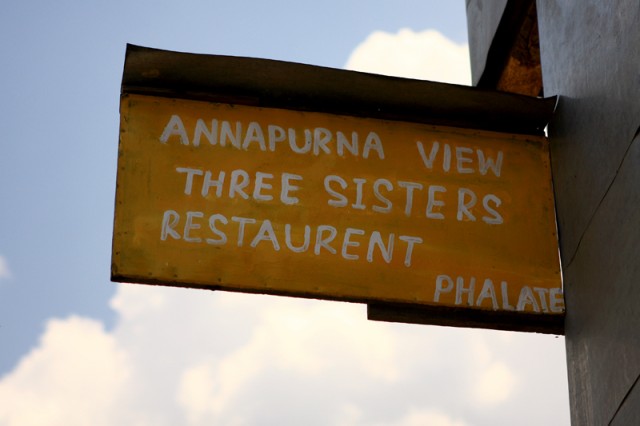 ANNAPURNA VIEW
THREE SISTERS
RESTAURENT
PHALATE